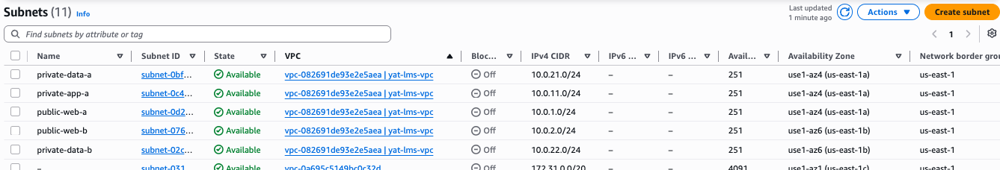 Subnets (11) Info
Last updated
1 minute ago
Actions
Create subnet
Find subnets by attribute or tag
1
Name Subnet ID State VPC Bloc... IPv4 CIDR IPv6 ... IPv6 ... Avail... Availability Zone Network border gro
private-data-a subnet-0bf... Available vpc-082691de93e2e5aea | yat-lms-vpc Off 10.0.21.0/24 – – 251 use1-az4 (us-east-1a) us-east-1
private-app-a subnet-0c4... Available vpc-082691de93e2e5aea | yat-lms-vpc Off 10.0.11.0/24 – – 251 use1-az4 (us-east-1a) us-east-1
public-web-a subnet-0d2... Available vpc-082691de93e2e5aea | yat-lms-vpc Off 10.0.1.0/24 – – 251 use1-az4 (us-east-1a) us-east-1
public-web-b subnet-076... Available vpc-082691de93e2e5aea | yat-lms-vpc Off 10.0.2.0/24 – – 251 use1-az6 (us-east-1b) us-east-1
private-data-b subnet-02c... Available vpc-082691de93e2e5aea | yat-lms-vpc Off 10.0.22.0/24 – – 251 use1-az6 (us-east-1b) us-east-1
– subnet-031... Available vpc-0a695c5149bc0c32d Off 172.31.0.0/20 – – 4091 use1-az1 (us-east-1c) us-east-1